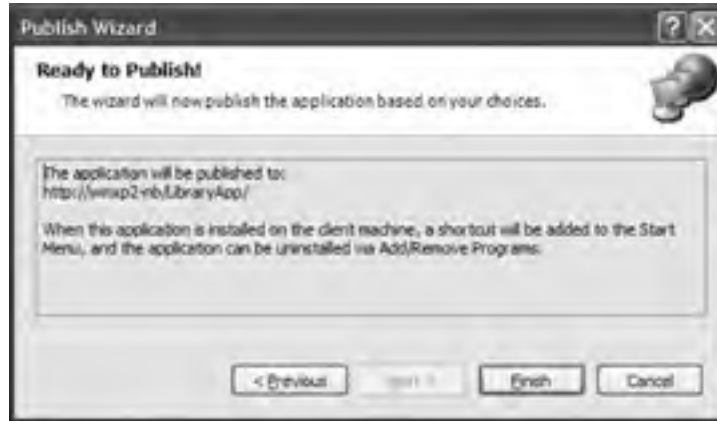 Publish Wizard
Ready to Publish!
The wizard will now publish the application based on your choices.
The application will be published to:
http://winxp2-nb/LibraryApp/
When this application is installed on the client machine, a shortcut will be added to the Start
Menu, and the application can be uninstalled via Add/Remove Programs.
< Previous
Next >
Finish
Cancel